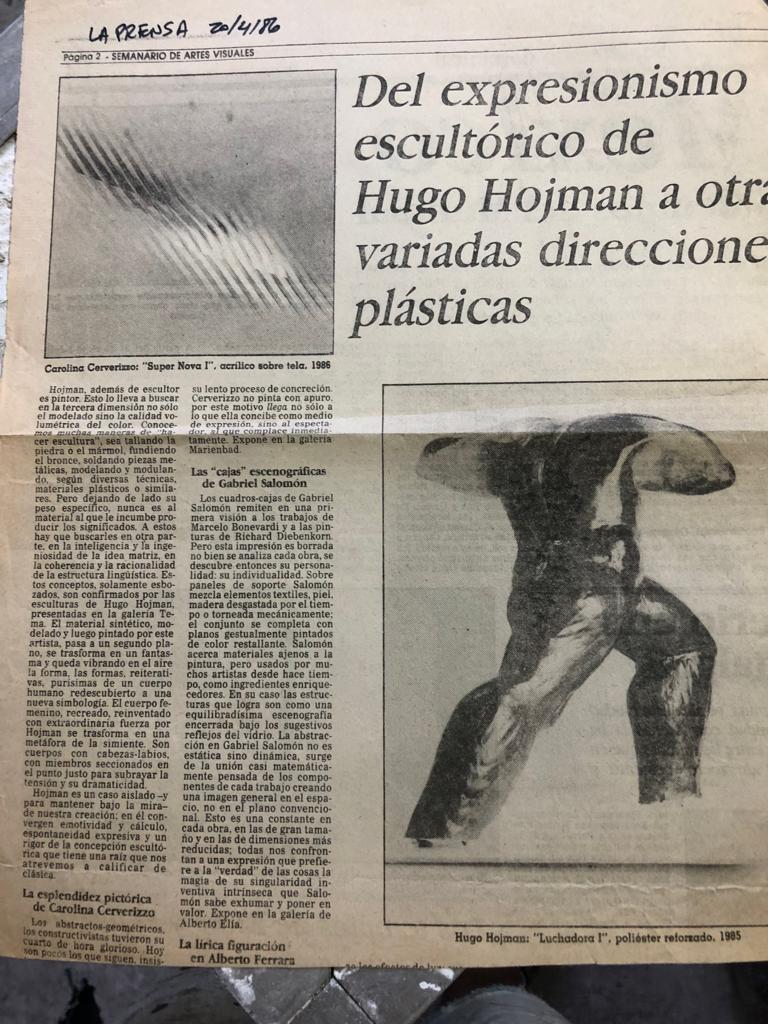 LA PRENSA 20/4/86
Página 2 - SEMANARIO DE ARTES VISUALES
Del expresionismo
escultórico de
Hugo Hojman a otra
variadas direccione
plásticas
Carolina Cerverizzo: "Super Nova I", acrílico sobre tela, 1986
Hojman, además de escultor
es pintor. Esto lo lleva a buscar
en la tercera dimensión no sólo
el modelado sino la calidad vo-
lumétrica del color. Conoce-
mos muchas maneras de "ha-
cer escultura", sea tallando la
piedra o el mármol, fundiendo
el bronce, soldando piezas me-
tálicas, modelando y modulan-
do, según diversas técnicas,
materiales plásticos o simila-
res. Pero dejando de lado su
peso específico, nunca es al
material al que le incumbe pro-
ducir los significados. A estos
hay que buscarles en otra par-
te, en la inteligencia y la inge-
niosidad de la idea matriz, en
la coherencia y la racionalidad
de la estructura lingüística. Es-
tos conceptos, solamente esbo-
zados, son confirmados por las
esculturas de Hugo Hojman,
presentadas en la galería Te-
ma. El material sintético, mo-
delado y luego pintado por este
artista, pasa a un segundo pla-
no, se trasforma en un fantas-
ma y queda vibrando en el aire
la forma, las formas, reiterati-
vas, purísimas de un cuerpo
humano redescubierto a una
nueva simbología. El cuerpo fe-
menino, recreado, reinventado
con extraordinaria fuerza por
Hojman se trasforma en una
metáfora de la simiente. Son
cuerpos con cabezas-labios,
con miembros seccionados en
el punto justo para subrayar la
tensión y su dramaticidad.
Hojman es un caso aislado —y
para mantener bajo la mira—
de nuestra creación; en él con-
vergen emotividad y cálculo,
espontaneidad expresiva y un
rigor de la concepción escultó-
rica que tiene una raíz que nos
atrevemos a calificar de
clásica.
La esplendidez pictórica
de Carolina Cerverizzo
Los abstractos-geométricos,
los constructivistas tuvieron su
cuarto de hora glorioso. Hoy
son pocos los que siguen, insis-
su lento proceso de concreción.
Cerverizzo no pinta con apuro,
por este motivo llega no sólo a
lo que ella concibe como medio
de expresión, sino al especta-
dor, al que complace inmedia-
tamente. Expone en la galería
Marienbad.
Las "cajas" escenográficas
de Gabriel Salomón
Los cuadros-cajas de Gabriel
Salomón remiten en una pri-
mera visión a los trabajos de
Marcelo Bonevardi y a las pin-
turas de Richard Diebenkorn.
Pero esta impresión es borrada
no bien se analiza cada obra, se
descubre entonces su persona-
lidad: su individualidad. Sobre
paneles de soporte Salomón
mezcla elementos textiles, piel,
madera desgastada por el tiem-
po o torneada mecánicamente;
el conjunto se completa con
planos gestualmente pintados
de color restallante. Salomón
acerca materiales ajenos a la
pintura, pero usados por mu-
chos artistas desde hace tiem-
po, como ingredientes enrique-
cedores. En su caso las estruc-
turas que logra son como una
equilibradísima escenografía
encerrada bajo los sugestivos
reflejos del vidrio. La abstrac-
ción en Gabriel Salomón no es
estática sino dinámica, surge
de la unión casi matemática-
mente pensada de los compo-
nentes de cada trabajo creando
una imagen general en el espa-
cio, no en el plano convencio-
nal. Esto es una constante en
cada obra, en las de gran tama-
ño y en las de dimensiones más
reducidas; todas nos confron-
tan a una expresión que prefie-
re a la "verdad" de las cosas la
magia de su singularidad in-
ventiva intrínseca que Salo-
món sabe exhumar y poner en
valor. Expone en la galería de
Alberto Elía.
La lírica figuración
en Alberto Ferrara
Hugo Hojman: "Luchadora I", poliéster reforzado, 1985